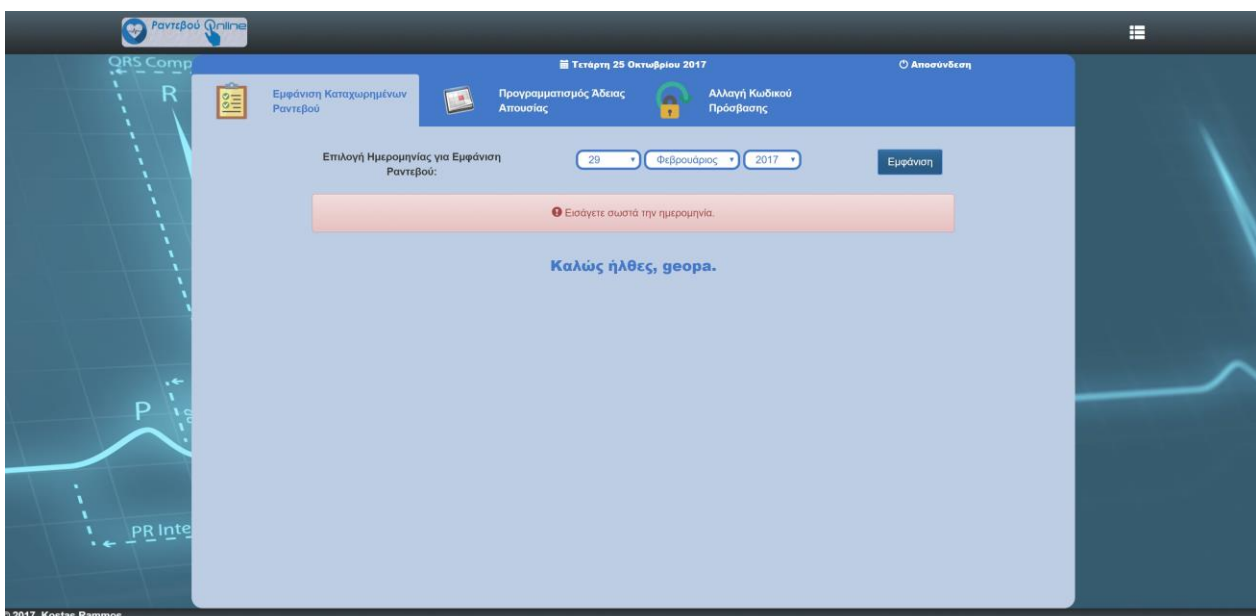 Ραντεβού Online
QRS Comp
Τετάρτη 25 Οκτωβρίου 2017
Αποσύνδεση
R
Εμφάνιση Καταχωρημένων
Ραντεβού
Προγραμματισμός Άδειας
Απουσίας
Αλλαγή Κωδικού
Πρόσβασης
Επιλογή Ημερομηνίας για Εμφάνιση
Ραντεβού:
29 Φεβρουάριος 2017
Εμφάνιση
Εισάγετε σωστά την ημερομηνία.
Καλώς ήλθες, geopa.
P
PR Inte
© 2017, Kostas Rammos